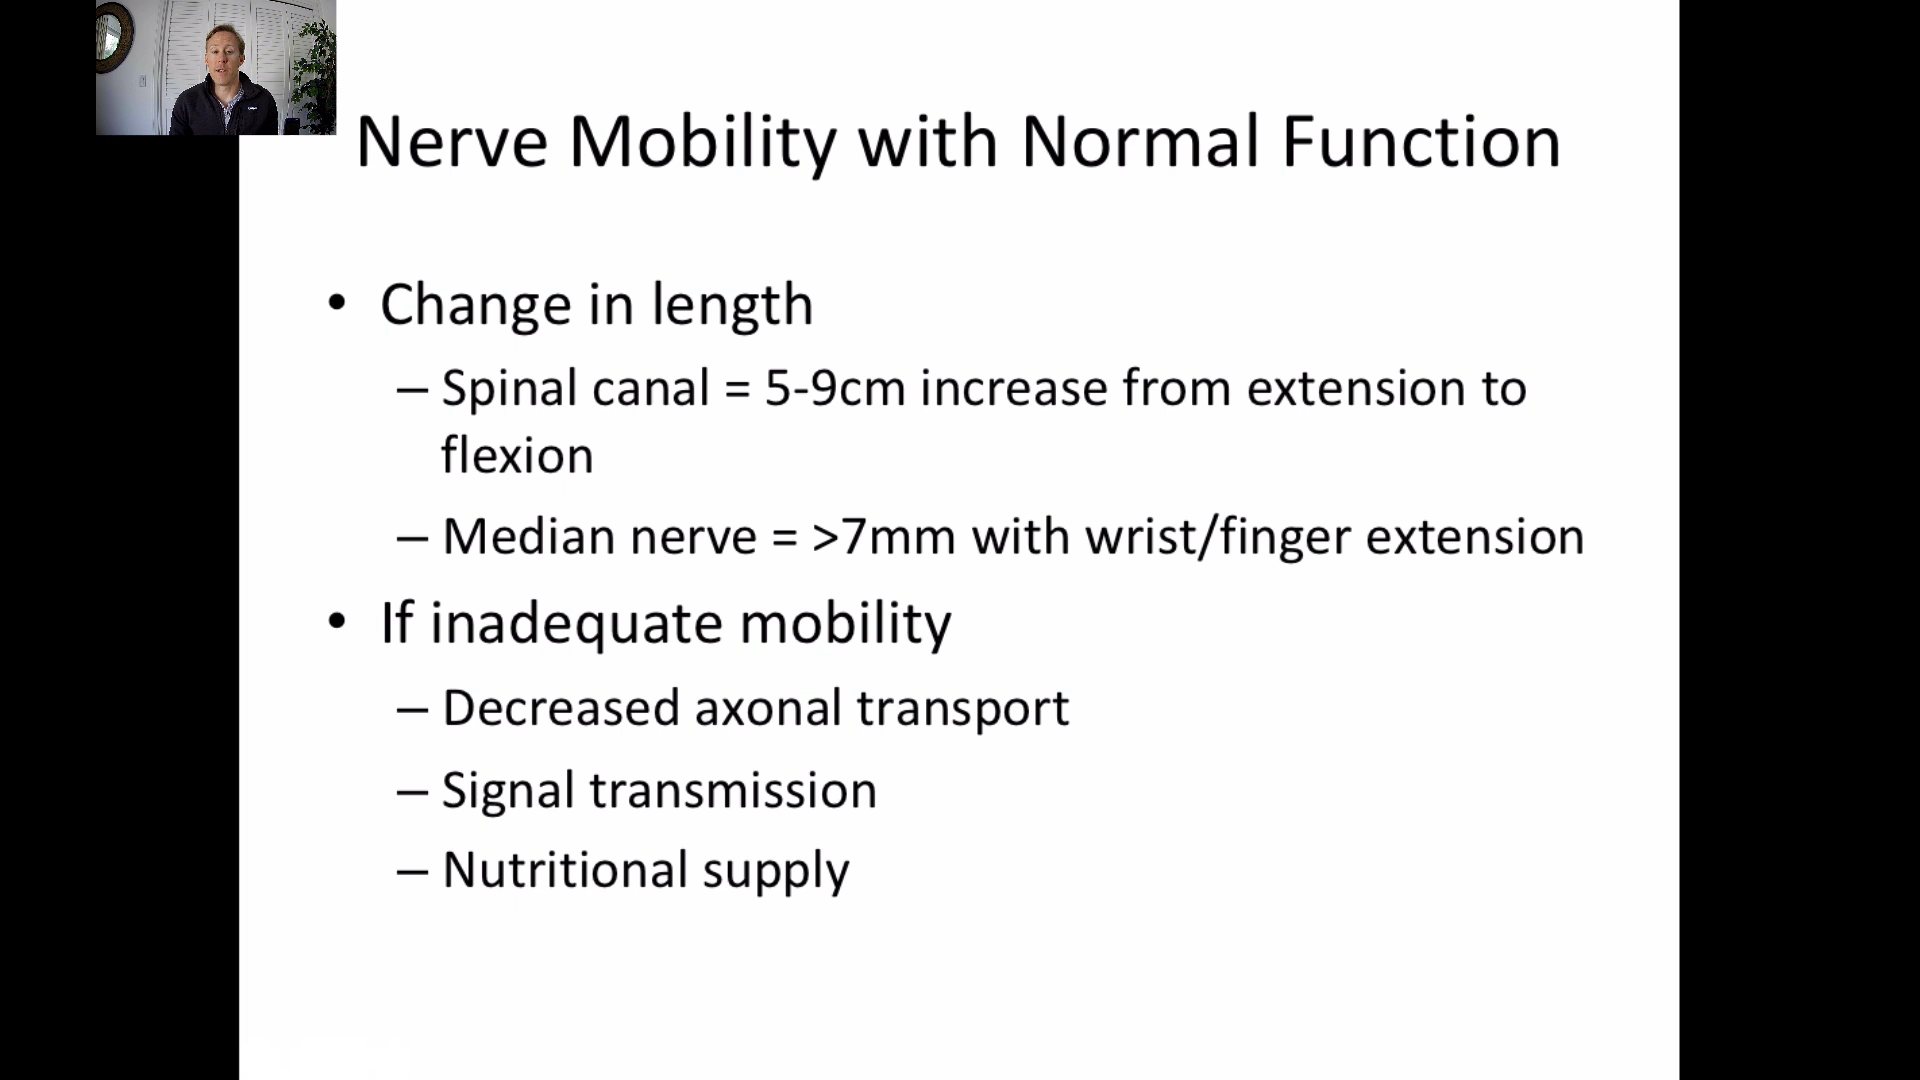 Nerve Mobility with Normal Function
• Change in length
– Spinal canal = 5-9cm increase from extension to
flexion
– Median nerve = >7mm with wrist/finger extension
• If inadequate mobility
– Decreased axonal transport
– Signal transmission
– Nutritional supply